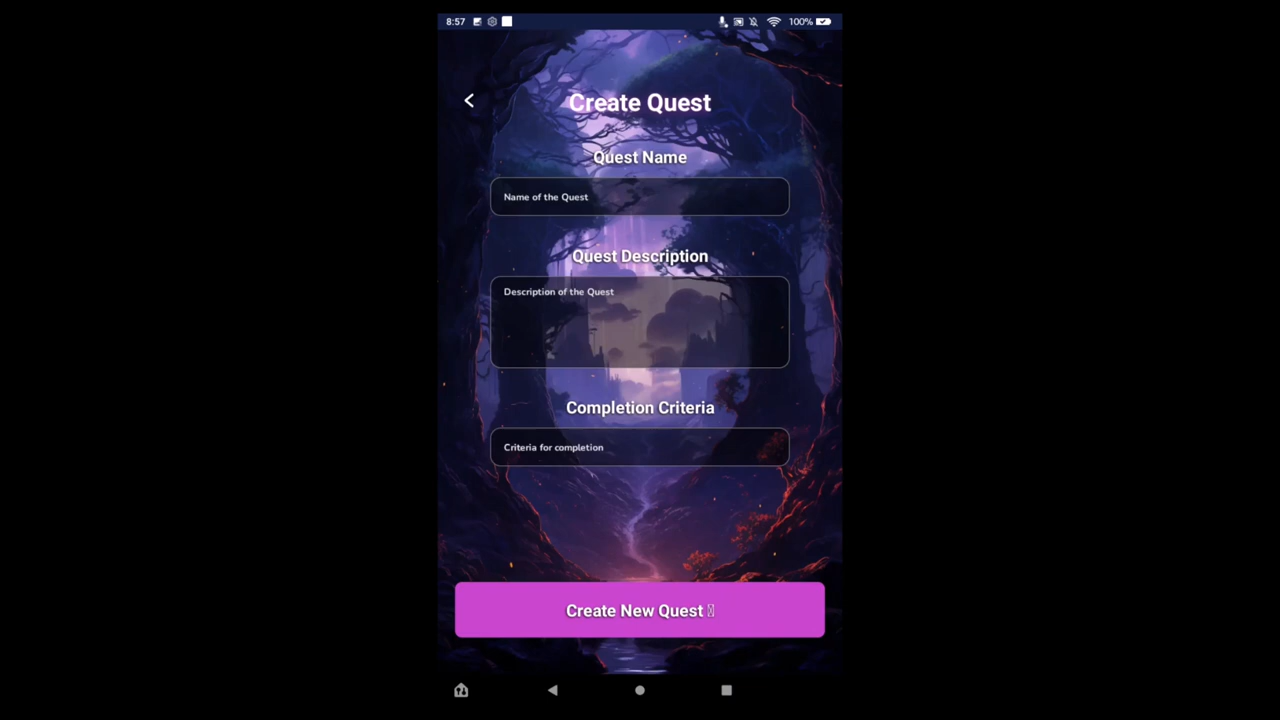 8:57
100%
Create Quest
Quest Name
Name of the Quest
Quest Description
Description of the Quest
Completion Criteria
Criteria for completion
Create New Quest